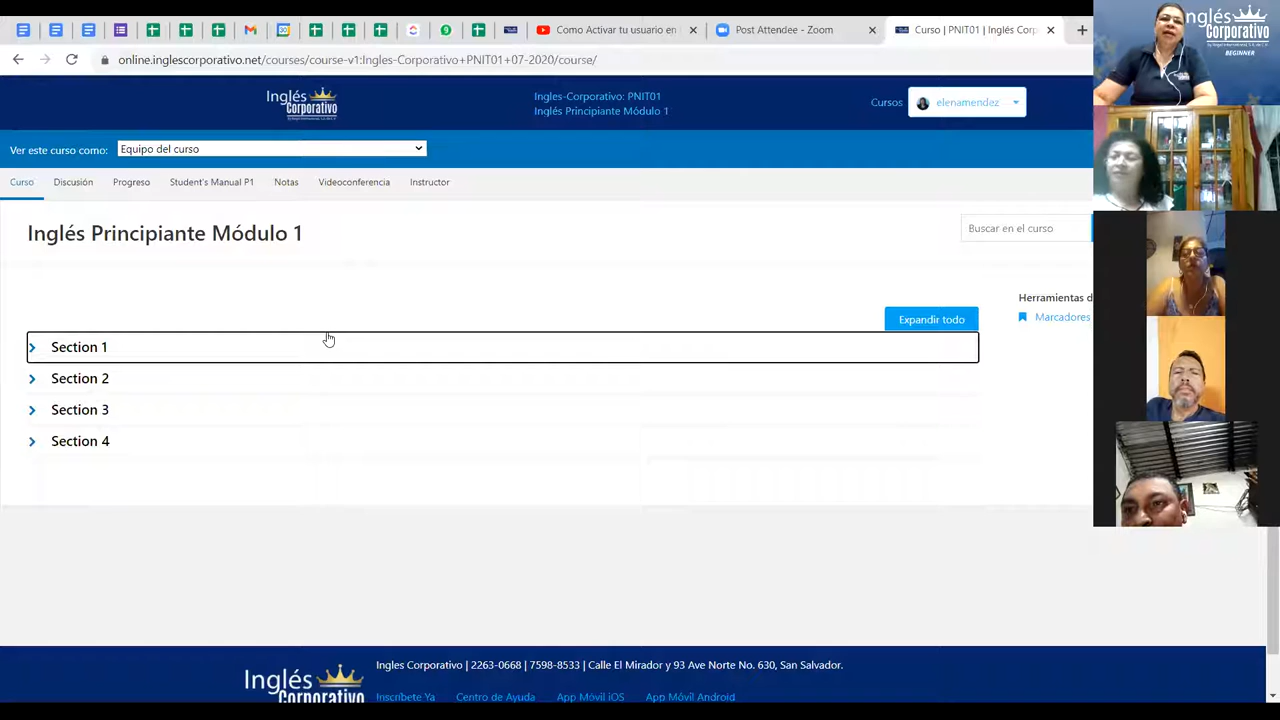 Como Activar tu usuario en
Post Attendee - Zoom
Curso | PNIT01 | Inglés Corp
online.inglescorporativo.net/courses/course-v1:Ingles-Corporativo+PNIT01+07-2020/course/
Inglés
Corporativo
BEGINNER
Inglés
Corporativo
Ingles-Corporativo: PNIT01
Inglés Principiante Módulo 1
Cursos
elenamendez
Ver este curso como:
Equipo del curso
Curso
Discusión
Progreso
Student's Manual P1
Notas
Videoconferencia
Instructor
Inglés Principiante Módulo 1
Buscar en el curso
Expandir todo
Herramientas d
Marcadores
Section 1
Section 2
Section 3
Section 4
Inglés
Corporativo
Ingles Corporativo | 2263-0668 | 7598-8533 | Calle El Mirador y 93 Ave Norte No. 630, San Salvador.
Inscríbete Ya
Centro de Ayuda
App Móvil iOS
App Móvil Android